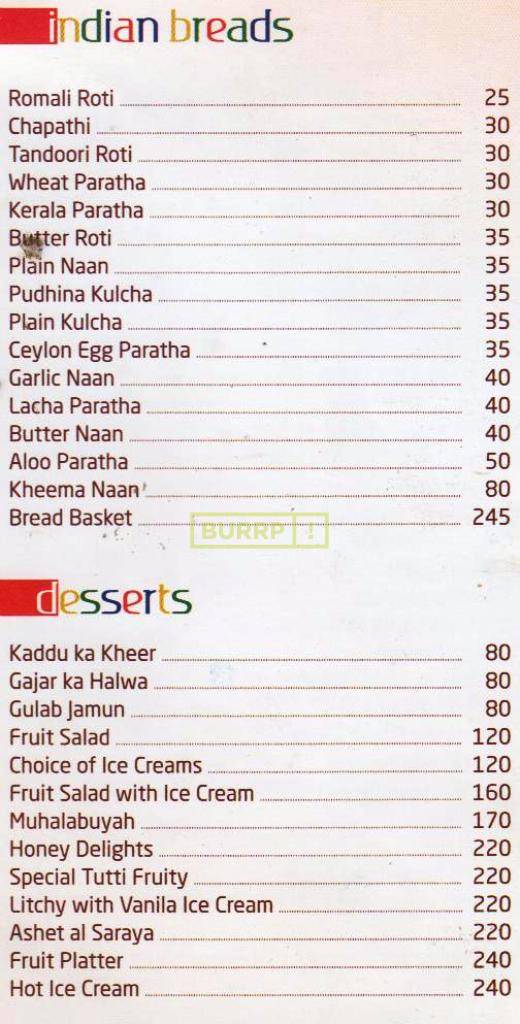 indian breads
Romali Roti 25
Chapathi 30
Tandoori Roti 30
Wheat Paratha 30
Kerala Paratha 30
Butter Roti 35
Plain Naan 35
Pudhina Kulcha 35
Plain Kulcha 35
Ceylon Egg Paratha 35
Garlic Naan 40
Lacha Paratha 40
Butter Naan 40
Aloo Paratha 50
Kheema Naan 80
Bread Basket 245
BURRP!
desserts
Kaddu ka Kheer 80
Gajar ka Halwa 80
Gulab Jamun 80
Fruit Salad 120
Choice of Ice Creams 120
Fruit Salad with Ice Cream 160
Muhalabuyah 170
Honey Delights 220
Special Tutti Fruity 220
Litchy with Vanila Ice Cream 220
Ashet al Saraya 220
Fruit Platter 240
Hot Ice Cream 240